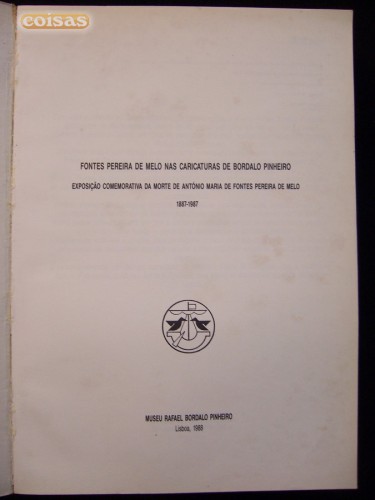 coisas
FONTES PEREIRA DE MELO NAS CARICATURAS DE BORDALO PINHEIRO
EXPOSIÇÃO COMEMORATIVA DA MORTE DE ANTÓNIO MARIA DE FONTES PEREIRA DE MELO
1887-1987
MUSEU RAFAEL BORDALO PINHEIRO
Lisboa, 1988